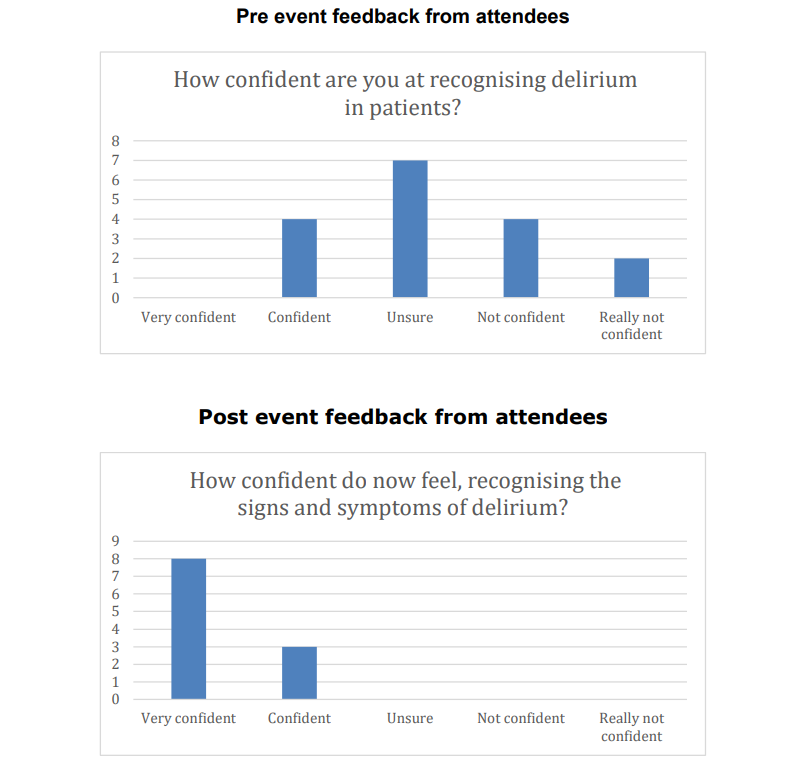 Pre event feedback from attendees
How confident are you at recognising delirium
in patients?
8
7
6
5
4
3
2
1
0
Very confident Confident Unsure Not confident Really not
confident
Post event feedback from attendees
How confident do now feel, recognising the
signs and symptoms of delirium?
9
8
7
6
5
4
3
2
1
0
Very confident Confident Unsure Not confident Really not
confident